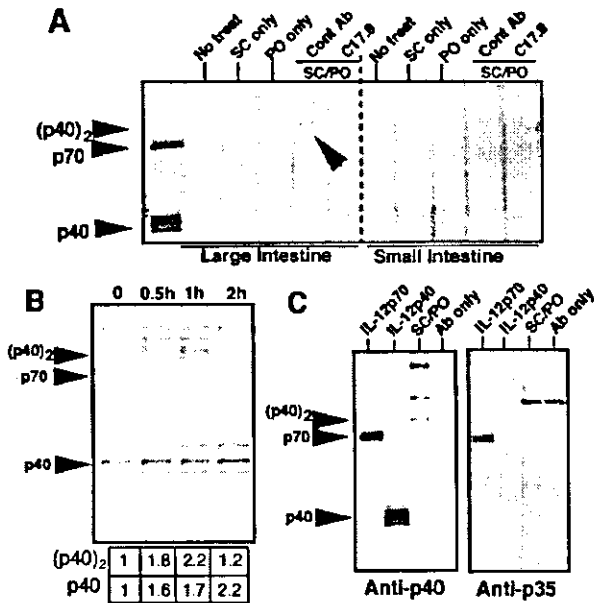 A
No treat
SC only
PO only
Cont Ab
C17.8
SC/PO
No treat
SC only
PO only
Cont Ab
C17.8
SC/PO
(p40)2
p70
p40
Large Intestine
Small Intestine
B
0 0.5h 1h 2h
(p40)2
p70
p40
(p40)2 1 1.8 2.2 1.2
p40 1 1.6 1.7 2.2
C
IL-12p70
IL-12p40
SC/PO
Ab only
IL-12p70
IL-12p40
SC/PO
Ab only
(p40)2
p70
p40
Anti-p40
Anti-p35